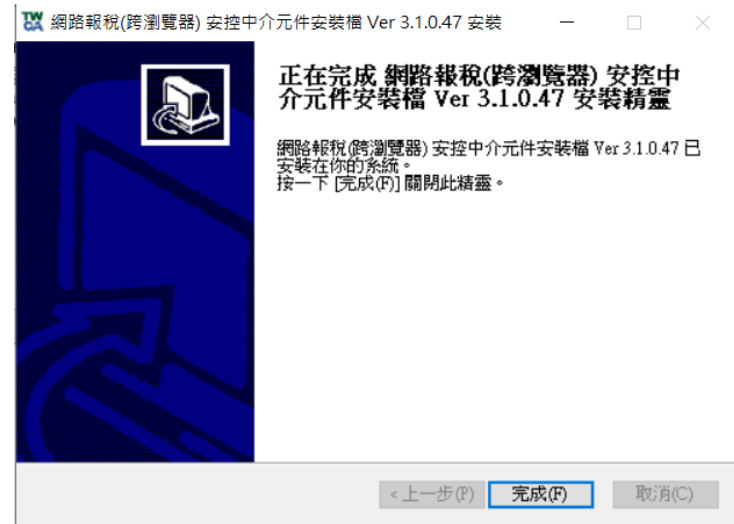 TWCA 網路報稅(跨瀏覽器) 安控中介元件安裝檔 Ver 3.1.0.47 安裝
正在完成 網路報稅(跨瀏覽器) 安控中
介元件安裝檔 Ver 3.1.0.47 安裝精靈
網路報稅(跨瀏覽器) 安控中介元件安裝檔 Ver 3.1.0.47 已
安裝在你的系統。
按一下 [完成(F)] 關閉此精靈。
<上一步(P) 完成(F) 取消(C)